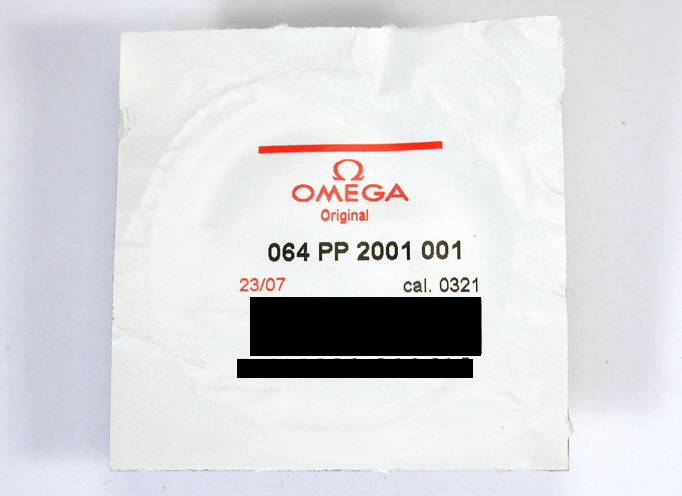 Ω
OMEGA
Original
064 PP 2001 001
23/07 cal. 0321